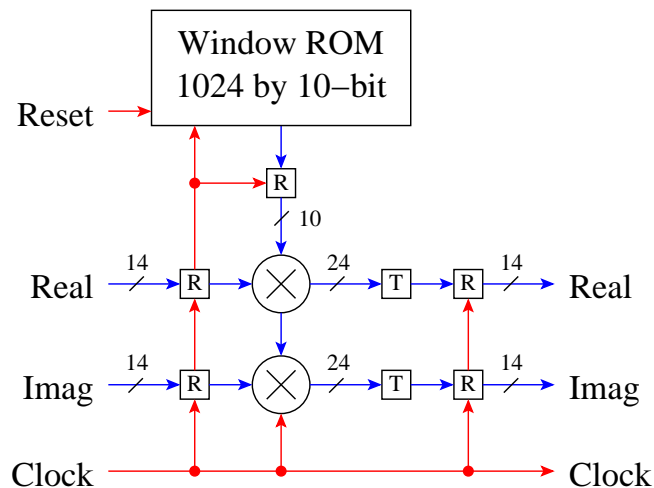 Window ROM
1024 by 10-bit
Reset
R
10
14
24
14
Real
R
T
R
Real
14
24
14
Imag
R
T
R
Imag
Clock
Clock